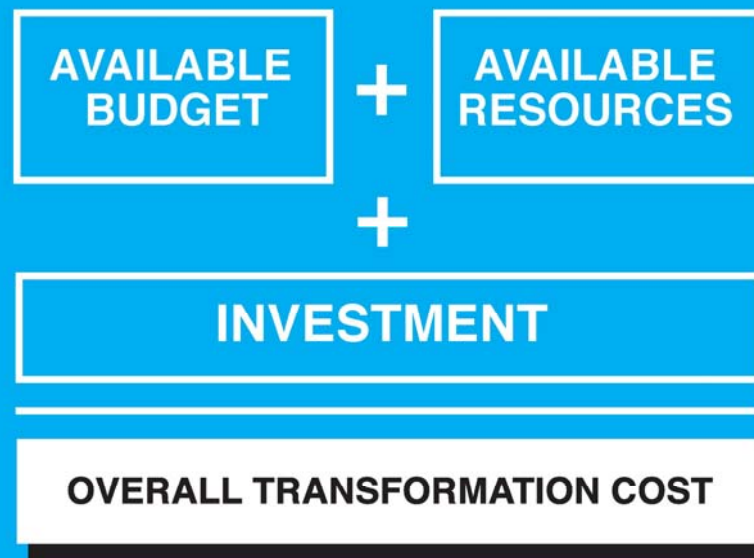 AVAILABLE
BUDGET
+
AVAILABLE
RESOURCES
+
INVESTMENT
OVERALL TRANSFORMATION COST